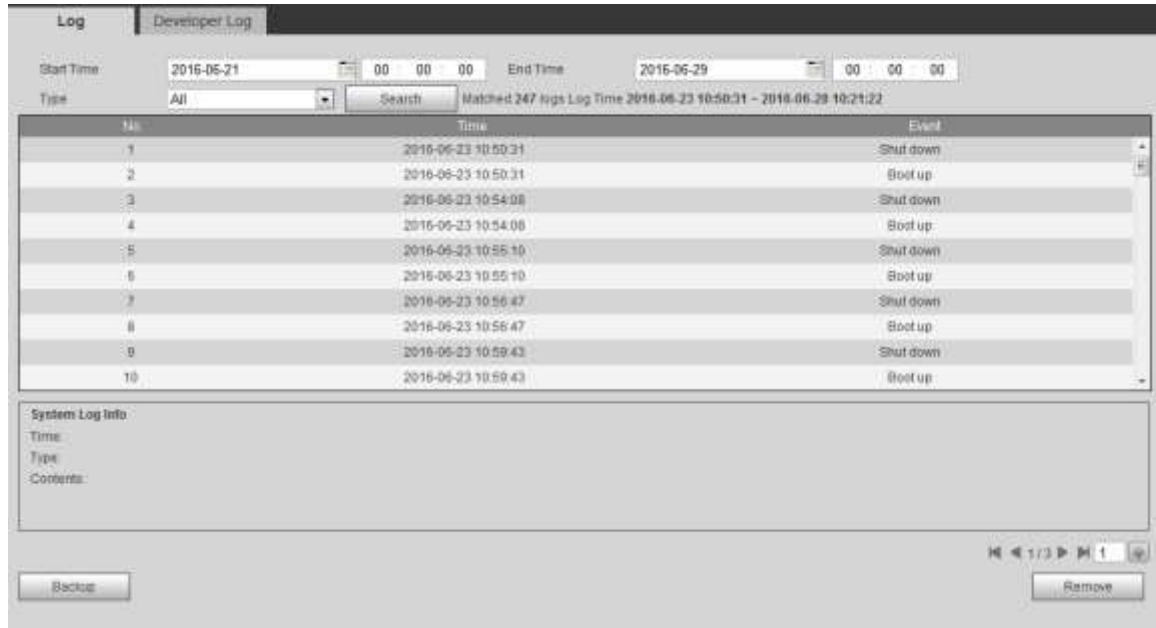 Log Developer Log
Start Time 2016-06-21 00 : 00 : 00 End Time 2016-06-29 00 : 00 : 00
Type All Search Matched 247 logs Log Time 2016-06-23 10:50:31 ~ 2016-06-28 10:21:22
No. Time Event
1 2016-06-23 10:50:31 Shut down
2 2016-06-23 10:50:31 Boot up
3 2016-06-23 10:54:08 Shut down
4 2016-06-23 10:54:08 Boot up
5 2016-06-23 10:55:10 Shut down
6 2016-06-23 10:55:10 Boot up
7 2016-06-23 10:56:47 Shut down
8 2016-06-23 10:56:47 Boot up
9 2016-06-23 10:59:43 Shut down
10 2016-06-23 10:59:43 Boot up
System Log Info
Time:
Type:
Contents:
1 / 3 1
Backup Remove